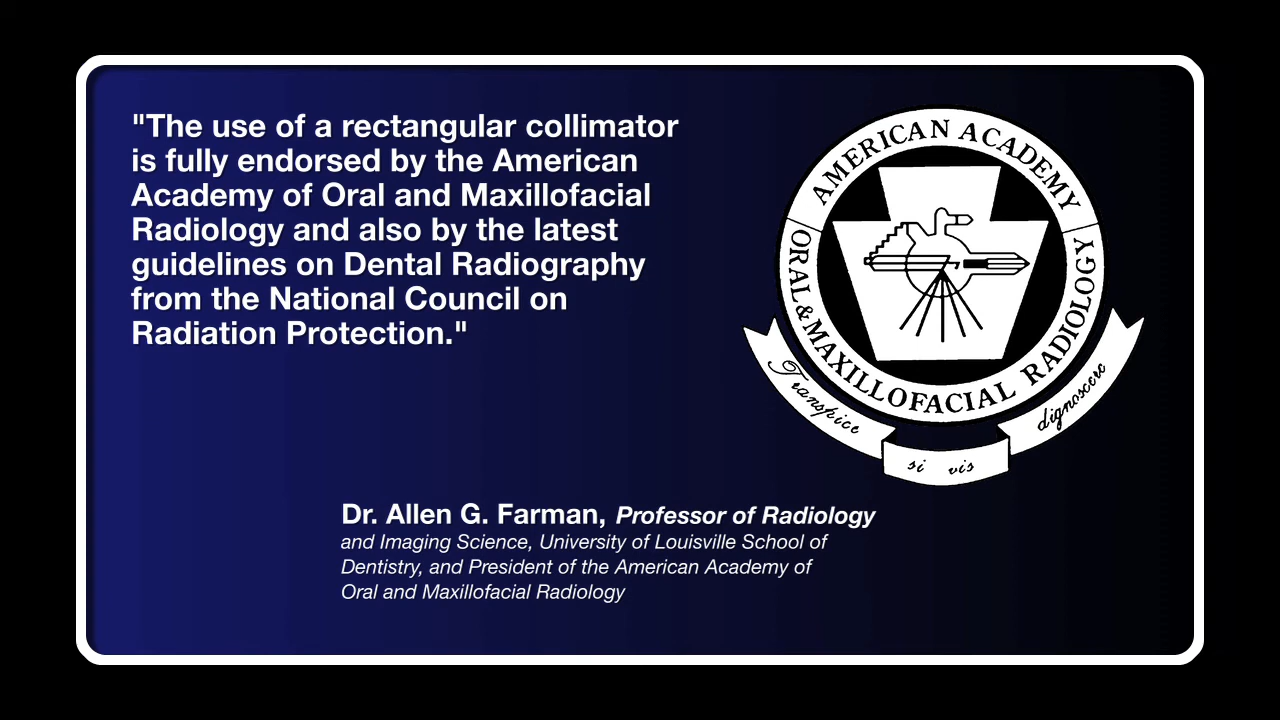 "The use of a rectangular collimator
is fully endorsed by the American
Academy of Oral and Maxillofacial
Radiology and also by the latest
guidelines on Dental Radiography
from the National Council on
Radiation Protection."
AMERICAN ACADEMY
ORAL & MAXILLOFACIAL RADIOLOGY
Transpice si vis dignoscere
Dr. Allen G. Farman, Professor of Radiology
and Imaging Science, University of Louisville School of
Dentistry, and President of the American Academy of
Oral and Maxillofacial Radiology